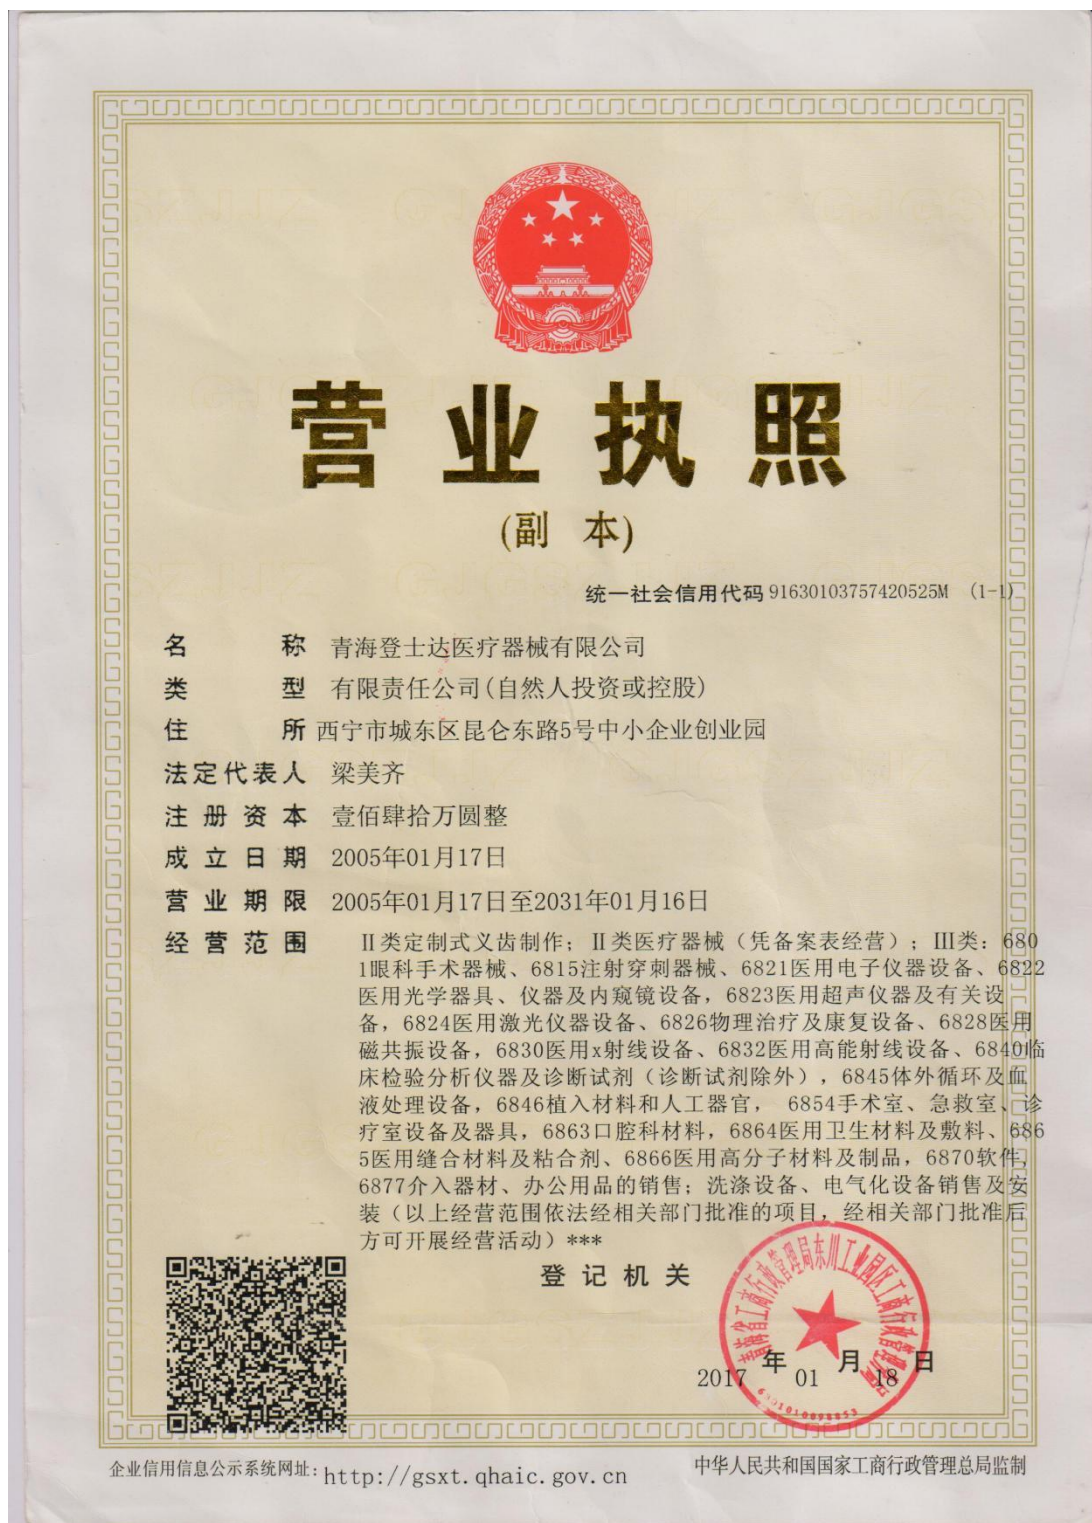 营业执照
(副 本)
统一社会信用代码 91630103757420525M (1-1)
名 称 青海登士达医疗器械有限公司
类 型 有限责任公司(自然人投资或控股)
住 所 西宁市城东区昆仑东路5号中小企业创业园
法定代表人 梁美齐
注 册 资 本 壹佰肆拾万圆整
成 立 日 期 2005年01月17日
营 业 期 限 2005年01月17日至2031年01月16日
经 营 范 围 Ⅱ类定制式义齿制作；Ⅱ类医疗器械（凭备案表经营）；Ⅲ类：680
1眼科手术器械、6815注射穿刺器械、6821医用电子仪器设备、6822
医用光学器具、仪器及内窥镜设备，6823医用超声仪器及有关设
备，6824医用激光仪器设备、6826物理治疗及康复设备、6828医用
磁共振设备，6830医用x射线设备、6832医用高能射线设备、6840临
床检验分析仪器及诊断试剂（诊断试剂除外），6845体外循环及血
液处理设备，6846植入材料和人工器官， 6854手术室、急救室、诊
疗室设备及器具，6863口腔科材料，6864医用卫生材料及敷料、686
5医用缝合材料及粘合剂、6866医用高分子材料及制品，6870软件，
6877介入器材、办公用品的销售；洗涤设备、电气化设备销售及安
装（以上经营范围依法经相关部门批准的项目，经相关部门批准后
方可开展经营活动）***
登 记 机 关
2017 年 01 月 18 日
企业信用信息公示系统网址：http://gsxt.qhaic.gov.cn
中华人民共和国国家工商行政管理总局监制